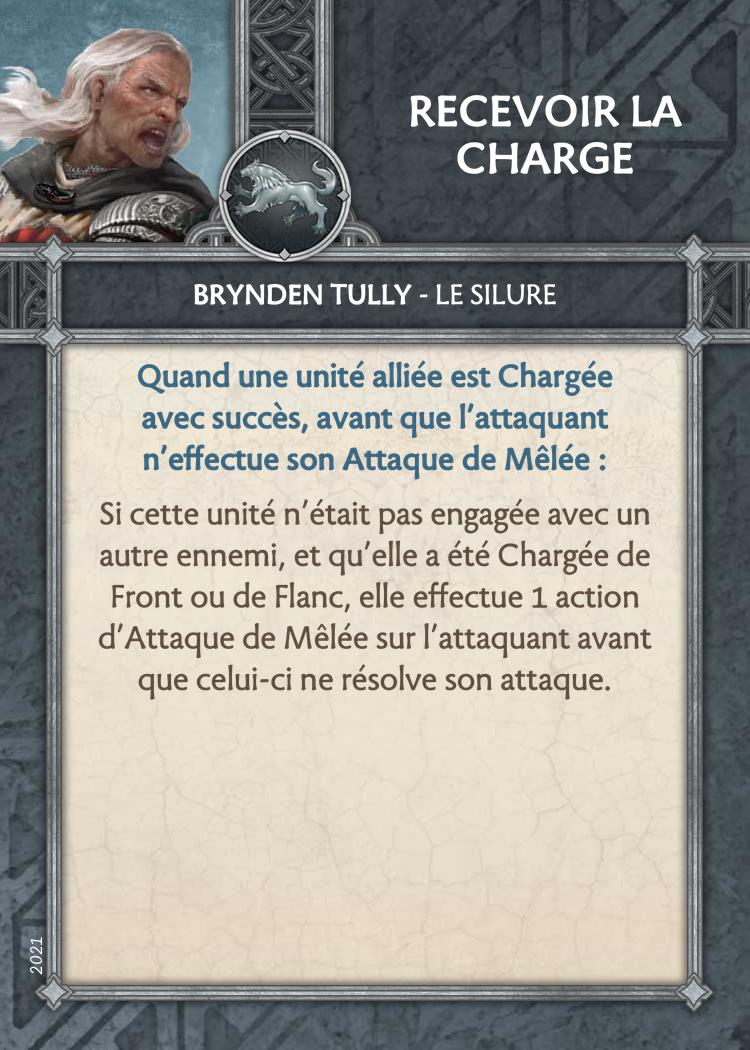 RECEVOIR LA
CHARGE
BRYNDEN TULLY - LE SILURE
Quand une unité alliée est Chargée
avec succès, avant que l'attaquant
n'effectue son Attaque de Mêlée :
Si cette unité n'était pas engagée avec un
autre ennemi, et qu'elle a été Chargée de
Front ou de Flanc, elle effectue 1 action
d'Attaque de Mêlée sur l'attaquant avant
que celui-ci ne résolve son attaque.
2021